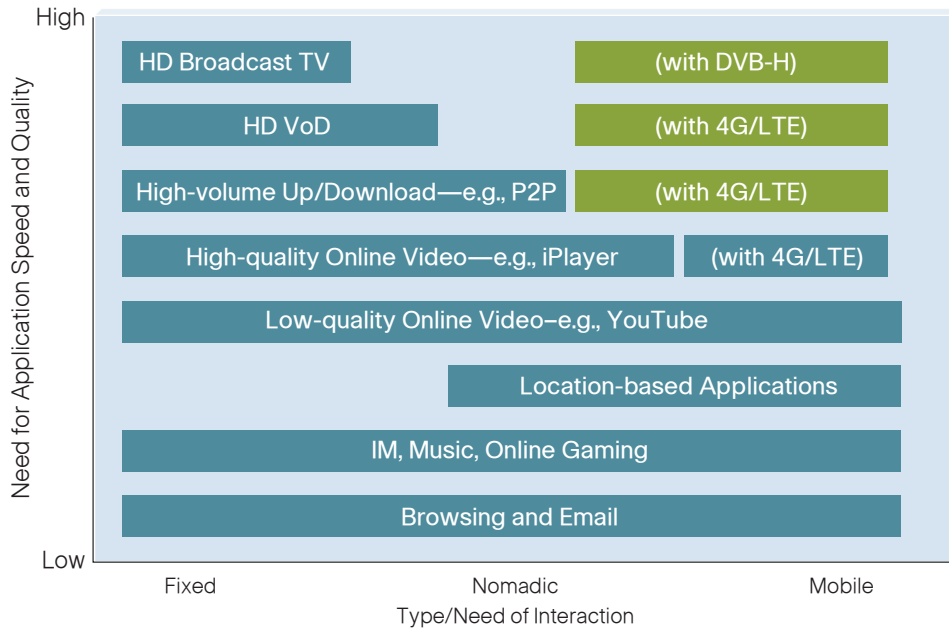 High
HD Broadcast TV
(with DVB-H)
HD VoD
(with 4G/LTE)
High-volume Up/Download—e.g., P2P
(with 4G/LTE)
High-quality Online Video—e.g., iPlayer
(with 4G/LTE)
Low-quality Online Video–e.g., YouTube
Location-based Applications
IM, Music, Online Gaming
Browsing and Email
Low
Need for Application Speed and Quality
Fixed
Nomadic
Mobile
Type/Need of Interaction